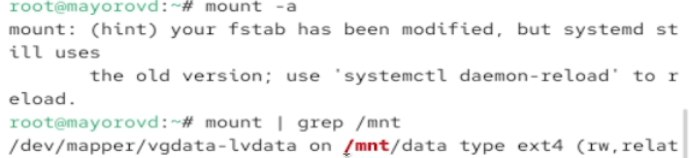 root@mayorovd:~# mount -a
mount: (hint) your fstab has been modified, but systemd st
ill uses
the old version; use 'systemctl daemon-reload' to r
eload.
root@mayorovd:~# mount | grep /mnt
/dev/mapper/vgdata-lvdata on /mnt/data type ext4 (rw,relat